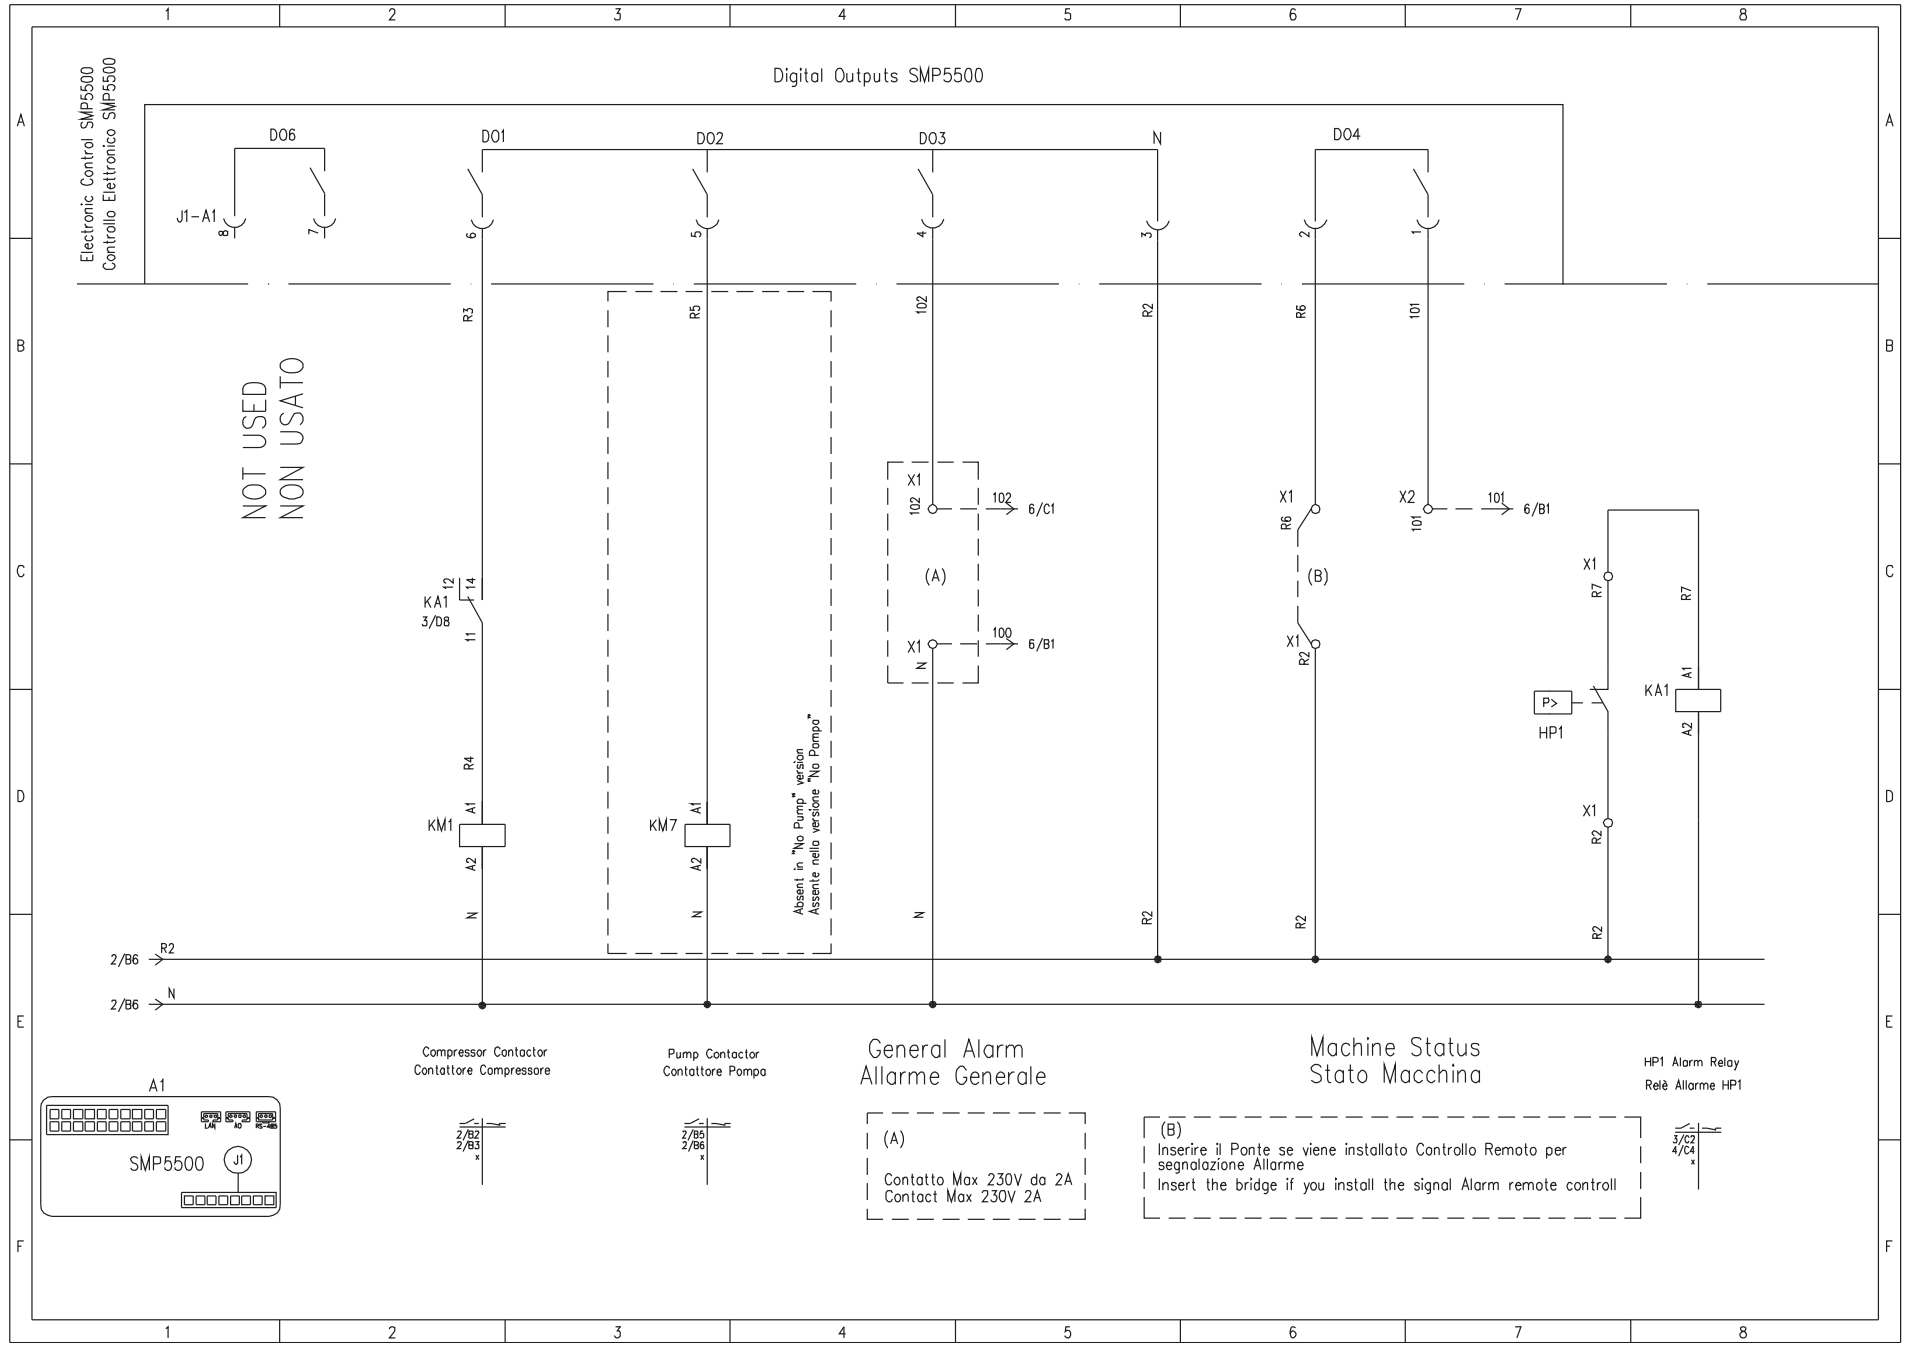 1 2 3 4 5 6 7 8
A
B
C
D
E
F
A
B
C
D
E
F
Electronic Control SMP5500
Controllo Elettronico SMP5500
Digital Outputs SMP5500
DO6
DO1
DO2
DO3
N
DO4
J1-A1
8
7
6
5
4
3
2
1
R3
R5
102
R2
R6
101
NOT USED
NON USATO
X1
102
102
6/C1
(A)
X1
N
100
6/B1
X1
R6
(B)
X1
R2
X2
101
101
6/B1
X1
R7
R7
12
14
KA1
3/D8
11
P>
HP1
KA1
A1
A2
X1
R2
R4
A1
KM1
A2
N
A1
KM7
A2
N
Absent in "No Pump" version
Assente nella versione "No Pompa"
N
R2
R2
R2
2/B6
R2
2/B6
N
Compressor Contactor
Contattore Compressore
2/B2
2/B3
x
Pump Contactor
Contattore Pompa
2/B5
2/B6
x
General Alarm
Allarme Generale
(A)
Contatto Max 230V da 2A
Contact Max 230V 2A
Machine Status
Stato Macchina
(B)
Inserire il Ponte se viene installato Controllo Remoto per
segnalazione Allarme
Insert the bridge if you install the signal Alarm remote controll
HP1 Alarm Relay
Relè Allarme HP1
3/C2
4/C4
x
A1
LAN
AO
RS-485
SMP5500
J1
1 2 3 4 5 6 7 8